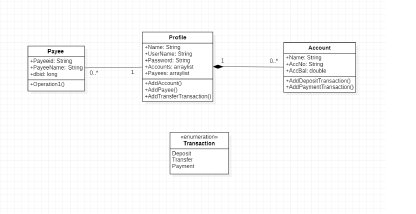 Payee
+Payeeid: String
+PayeeName: String
+dbid: long
+Operation1()
0..*
1
Profile
+Name: String
+UserName: String
+Password: String
+Accounts: arraylist
+Payees: arraylist
+AddAccount()
+AddPayee()
+AddTransferTransaction()
1
0..*
Account
+Name: String
+AccNo: String
+AccBal: double
+AddDepositTransaction()
+AddPaymentTransaction()
«enumeration»
Transaction
Deposit
Transfer
Payment